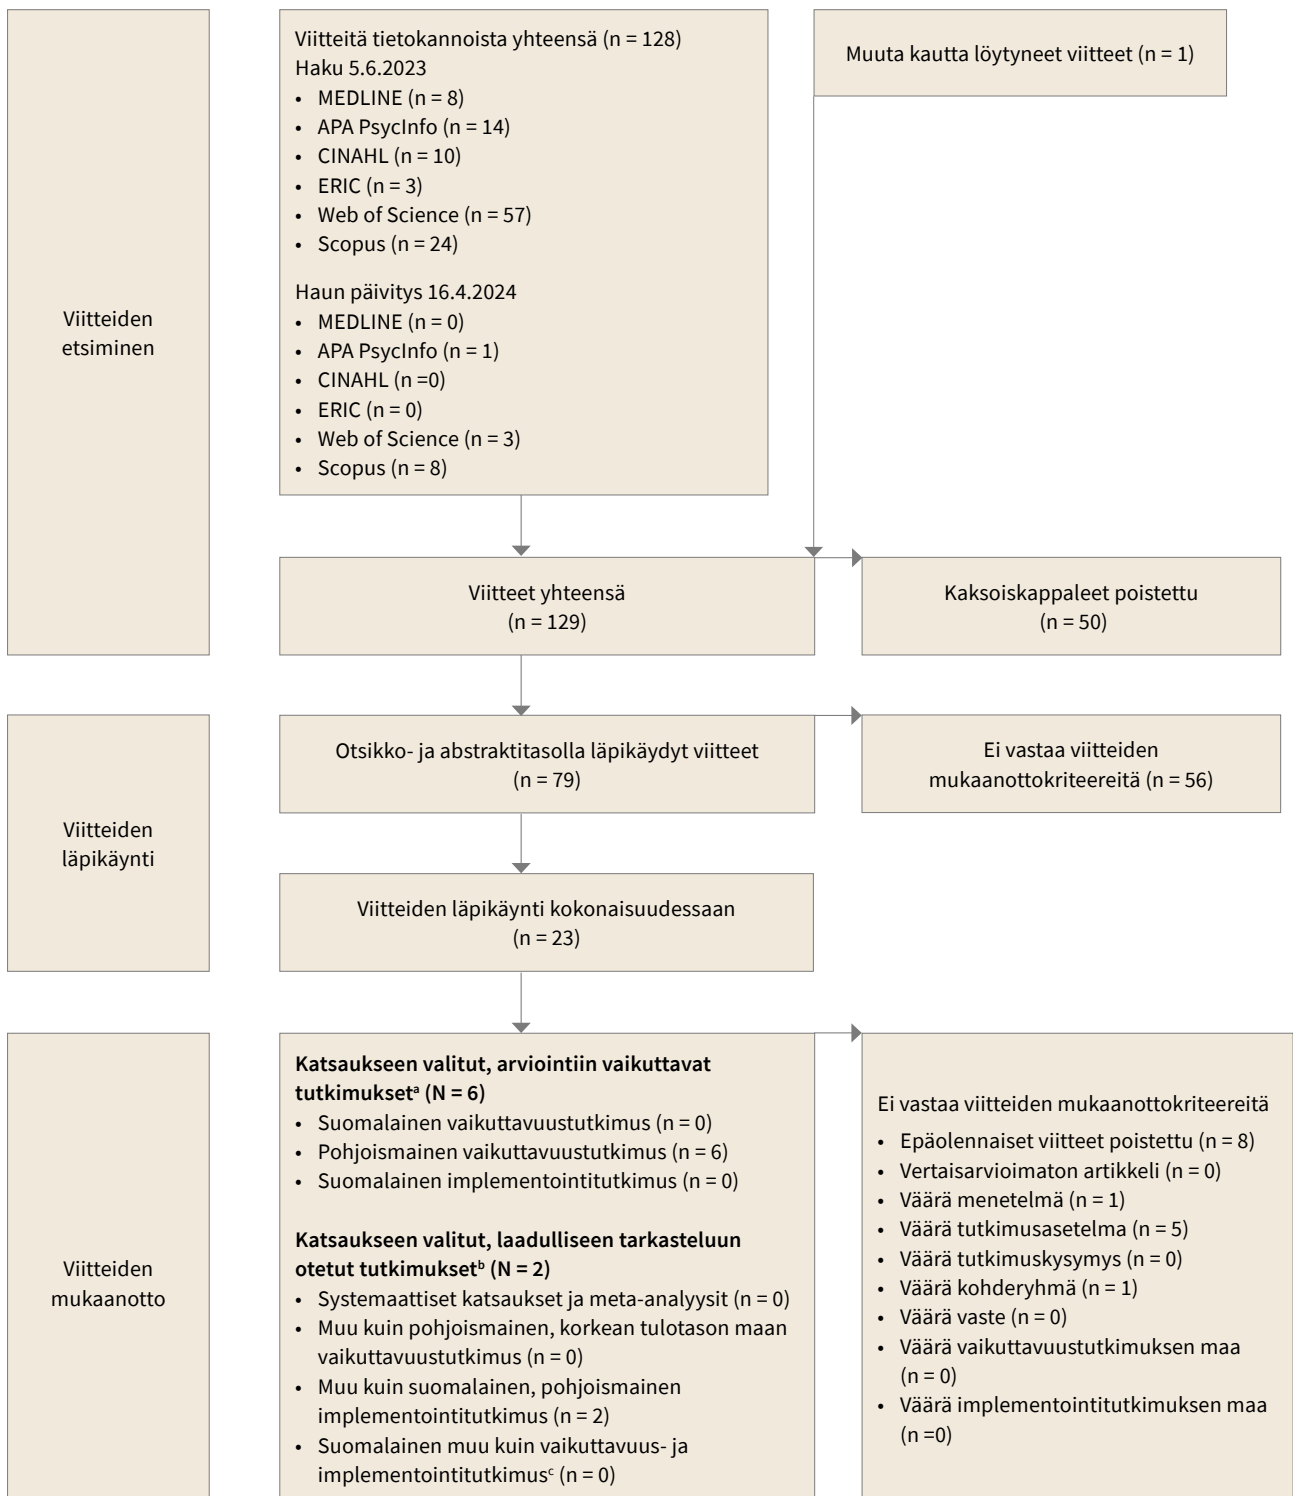 Viitteiden
etsiminen
Viitteitä tietokannoista yhteensä (n = 128)
Haku 5.6.2023
• MEDLINE (n = 8)
• APA PsycInfo (n = 14)
• CINAHL (n = 10)
• ERIC (n = 3)
• Web of Science (n = 57)
• Scopus (n = 24)
Haun päivitys 16.4.2024
• MEDLINE (n = 0)
• APA PsycInfo (n = 1)
• CINAHL (n =0)
• ERIC (n = 0)
• Web of Science (n = 3)
• Scopus (n = 8)
Muuta kautta löytyneet viitteet (n = 1)
Viitteet yhteensä
(n = 129)
Kaksoiskappaleet poistettu
(n = 50)
Viitteiden
läpikäynti
Otsikko- ja abstraktitasolla läpikäydyt viitteet
(n = 79)
Ei vastaa viitteiden
mukaanottokriteereitä (n = 56)
Viitteiden läpikäynti kokonaisuudessaan
(n = 23)
Viitteiden
mukaanotto
Katsaukseen valitut, arviointiin vaikuttavat
tutkimuksetᵃ (N = 6)
• Suomalainen vaikuttavuustutkimus (n = 0)
• Pohjoismainen vaikuttavuustutkimus (n = 6)
• Suomalainen implementointitutkimus (n = 0)
Katsaukseen valitut, laadulliseen tarkasteluun
otetut tutkimuksetᵇ (N = 2)
• Systemaattiset katsaukset ja meta-analyysit (n = 0)
• Muu kuin pohjoismainen, korkean tulotason maan
vaikuttavuustutkimus (n = 0)
• Muu kuin suomalainen, pohjoismainen
implementointitutkimus (n = 2)
• Suomalainen muu kuin vaikuttavuus- ja
implementointitutkimusᶜ (n = 0)
Ei vastaa viitteiden mukaanottokriteereitä
• Epäolennaiset viitteet poistettu (n = 8)
• Vertaisarvioimaton artikkeli (n = 0)
• Väärä menetelmä (n = 1)
• Väärä tutkimusasetelma (n = 5)
• Väärä tutkimuskysymys (n = 0)
• Väärä kohderyhmä (n = 1)
• Väärä vaste (n = 0)
• Väärä vaikuttavuustutkimuksen maa
(n = 0)
• Väärä implementointitutkimuksen maa
(n =0)